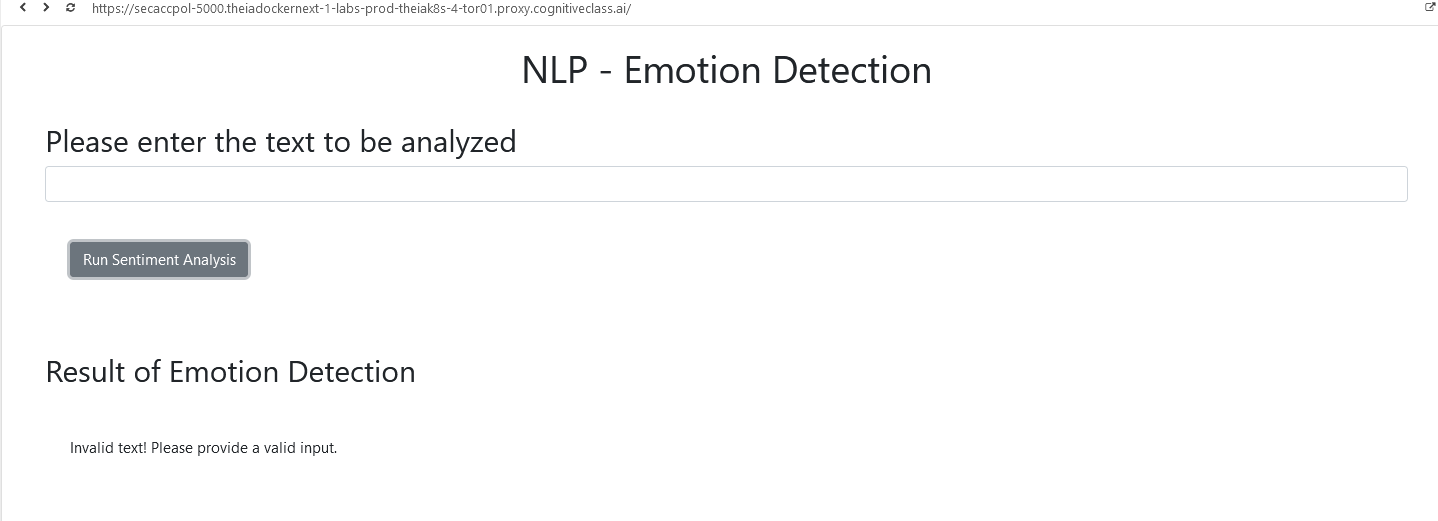 https://secaccpol-5000.theiadockernext-1-labs-prod-theiak8s-4-tor01.proxy.cognitiveclass.ai/
NLP - Emotion Detection
Please enter the text to be analyzed
Run Sentiment Analysis
Result of Emotion Detection
Invalid text! Please provide a valid input.